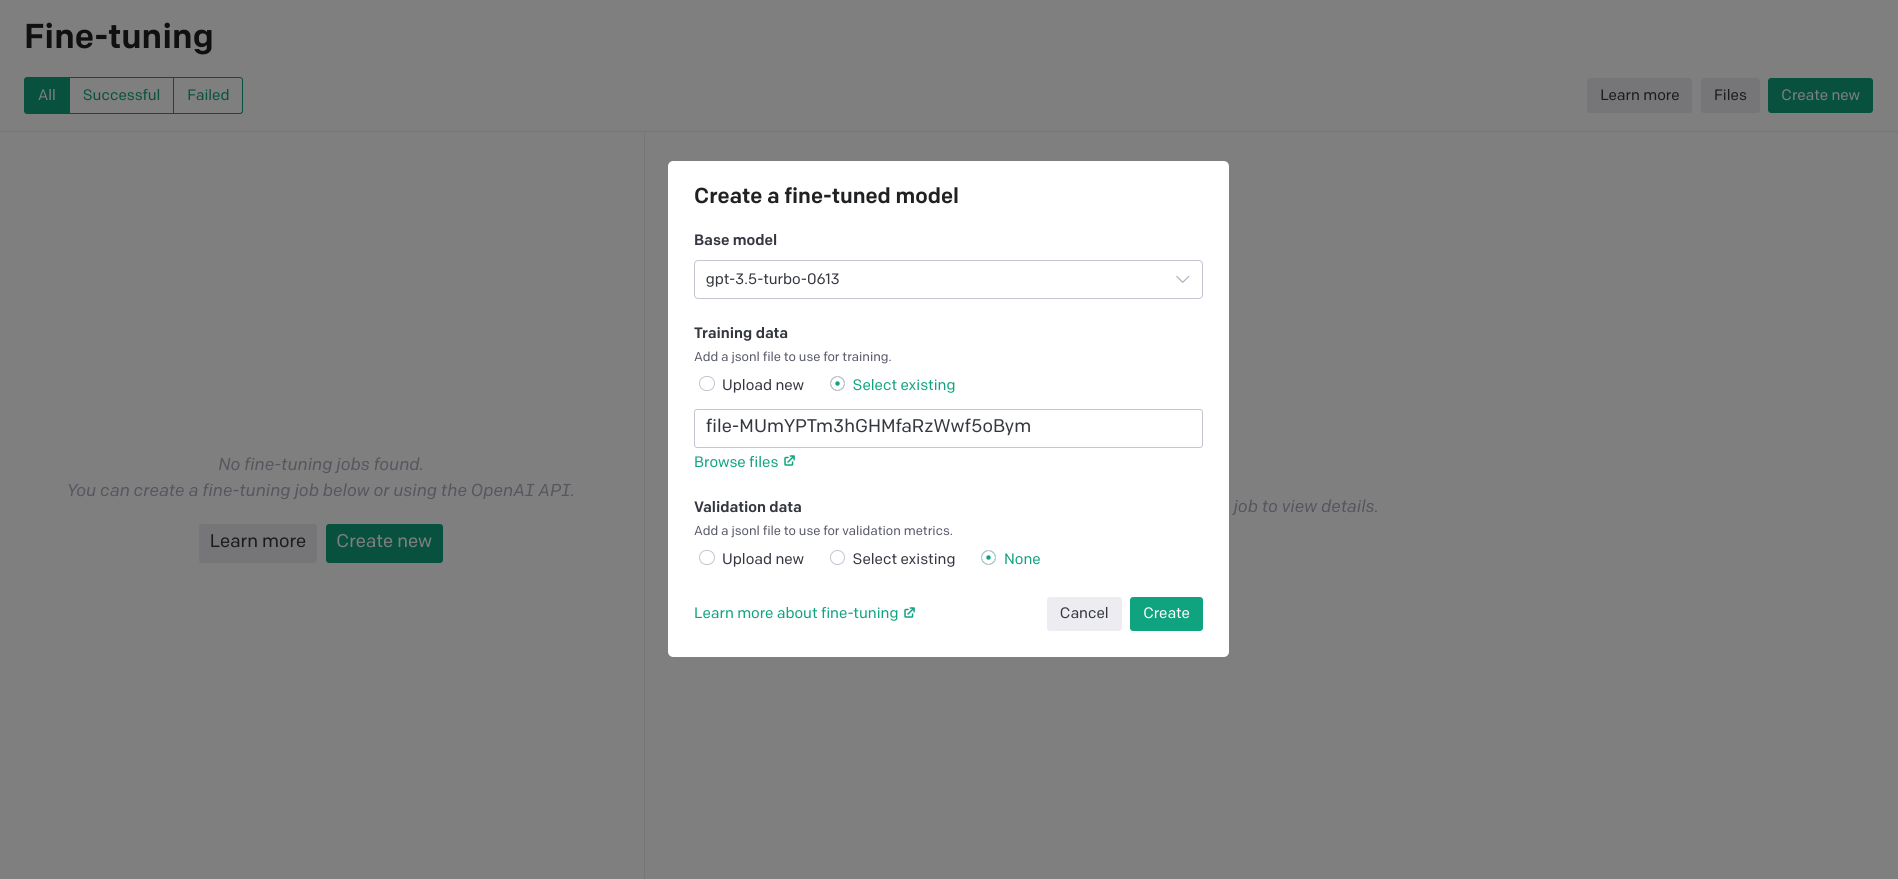 Fine-tuning
All Successful Failed
Learn more Files Create new
No fine-tuning jobs found.
You can create a fine-tuning job below or using the OpenAI API.
Learn more Create new
job to view details.
Create a fine-tuned model
Base model
gpt-3.5-turbo-0613
Training data
Add a jsonl file to use for training.
Upload new Select existing
file-MUmYPTm3hGHMfaRzWwf5oBym
Browse files
Validation data
Add a jsonl file to use for validation metrics.
Upload new Select existing None
Learn more about fine-tuning Cancel Create